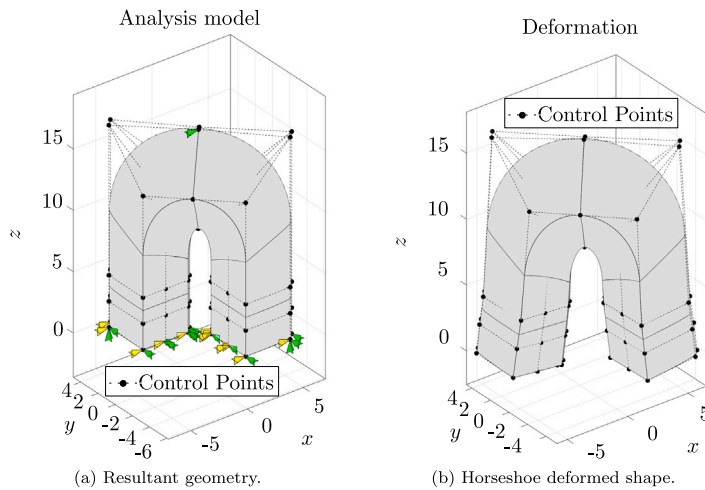 Analysis model
15
10
5
0
z
4
2
0
-2
-4
-6
y
-5
0
5
x
Control Points
(a) Resultant geometry.
Deformation
Control Points
15
10
5
0
z
4
2
0
-2
-4
y
-5
0
5
x
(b) Horseshoe deformed shape.